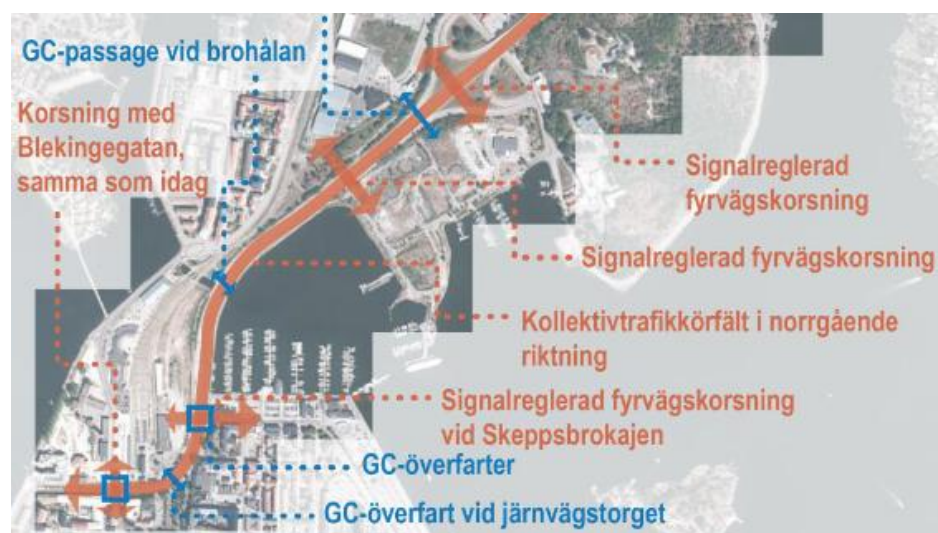 GC-passage vid brohålan
Korsning med
Blekingegatan,
samma som idag
Signalreglerad
fyrvägskorsning
Signalreglerad fyrvägskorsning
Kollektivtrafikkörfält i norrgående
riktning
Signalreglerad fyrvägskorsning
vid Skeppsbrokajen
GC-överfarter
GC-överfart vid järnvägstorget